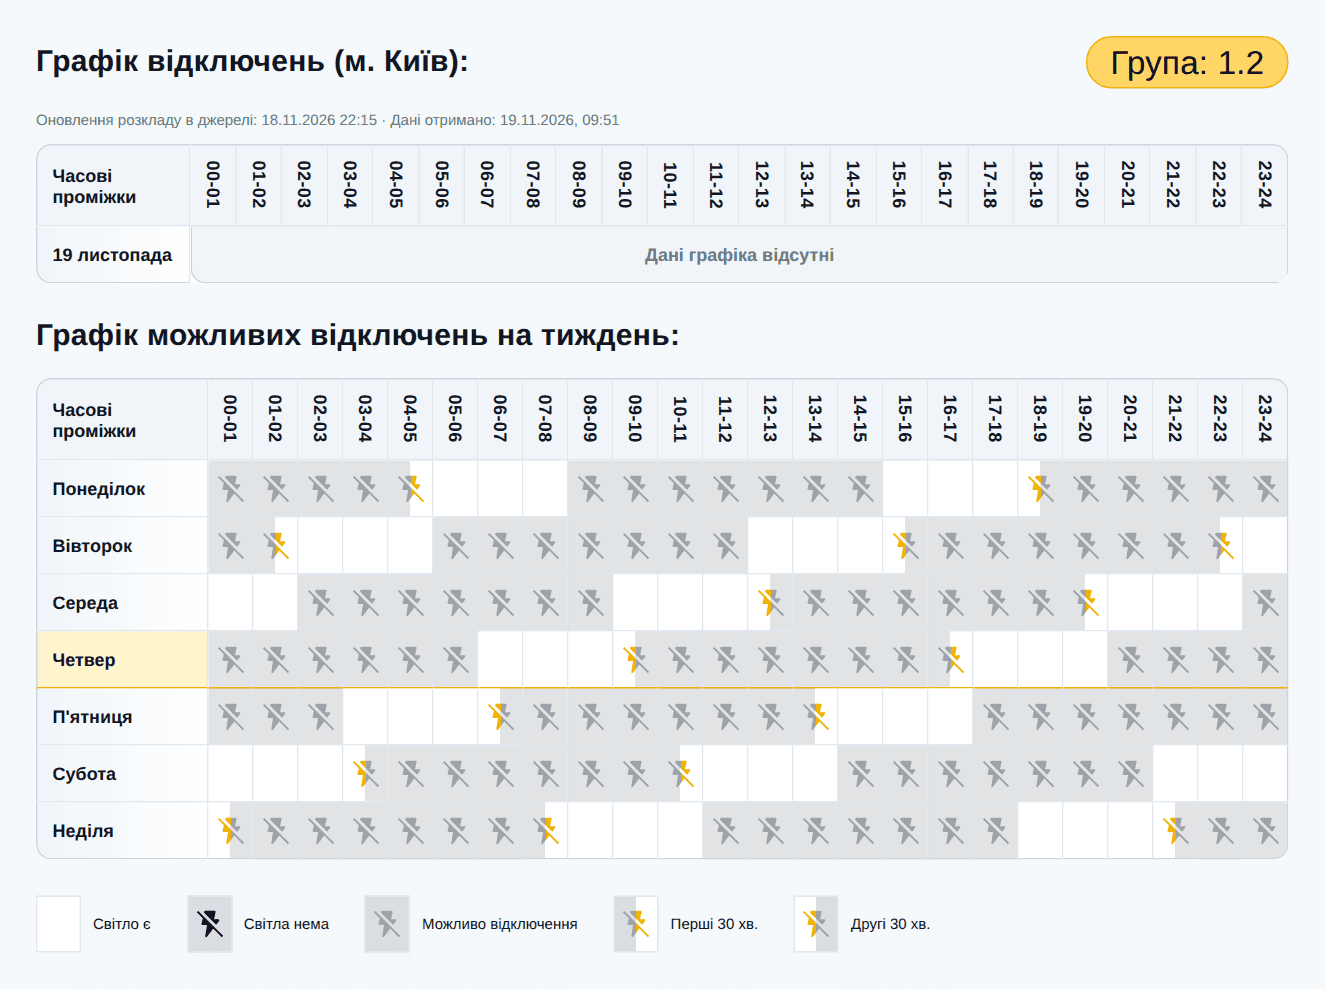 Графік відключень (м. Київ):
Група: 1.2
Оновлення розкладу в джерелі: 18.11.2026 22:15 · Дані отримано: 19.11.2026, 09:51
Часові
проміжки
00-01 01-02 02-03 03-04 04-05 05-06 06-07 07-08 08-09 09-10 10-11 11-12 12-13 13-14 14-15 15-16 16-17 17-18 18-19 19-20 20-21 21-22 22-23 23-24
19 листопада
Дані графіка відсутні
Графік можливих відключень на тиждень:
Часові
проміжки
00-01 01-02 02-03 03-04 04-05 05-06 06-07 07-08 08-09 09-10 10-11 11-12 12-13 13-14 14-15 15-16 16-17 17-18 18-19 19-20 20-21 21-22 22-23 23-24
Понеділок
Вівторок
Середа
Четвер
П'ятниця
Субота
Неділя
Світло є
Світла нема
Можливо відключення
Перші 30 хв.
Другі 30 хв.